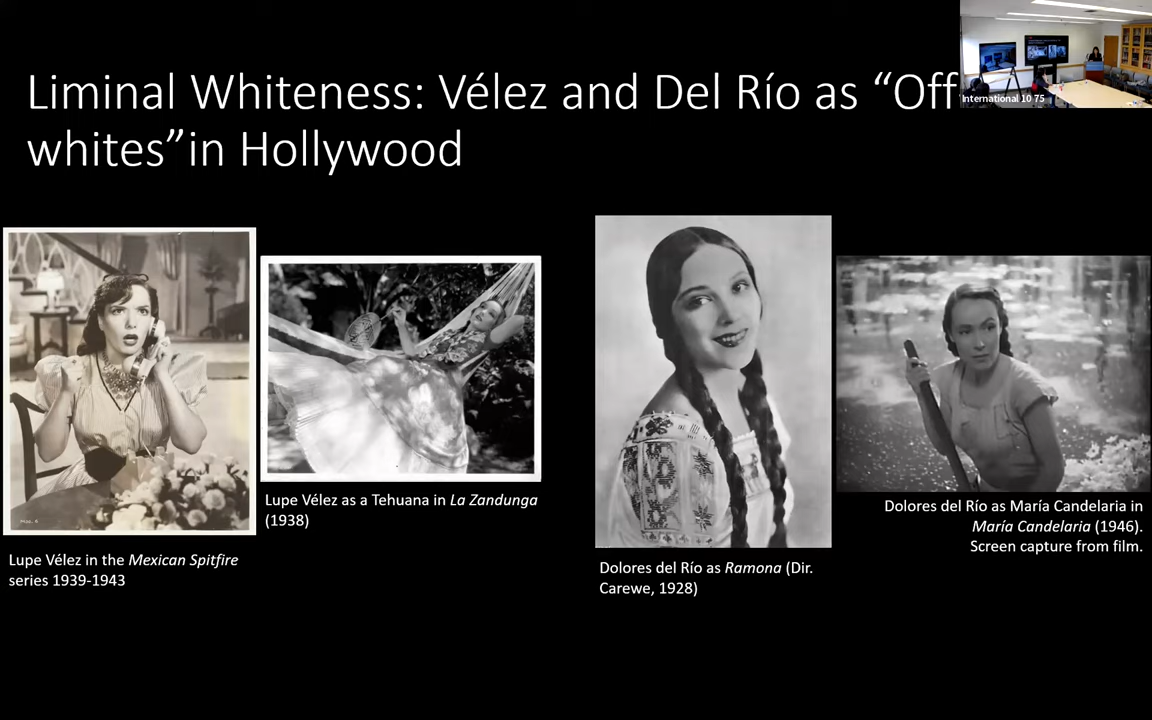 Liminal Whiteness: Vélez and Del Río as “Off
whites”in Hollywood
International 10 75
Lupe Vélez as a Tehuana in La Zandunga
(1938)
Lupe Vélez in the Mexican Spitfire
series 1939-1943
Dolores del Río as Ramona (Dir.
Carewe, 1928)
Dolores del Río as María Candelaria in
María Candelaria (1946).
Screen capture from film.